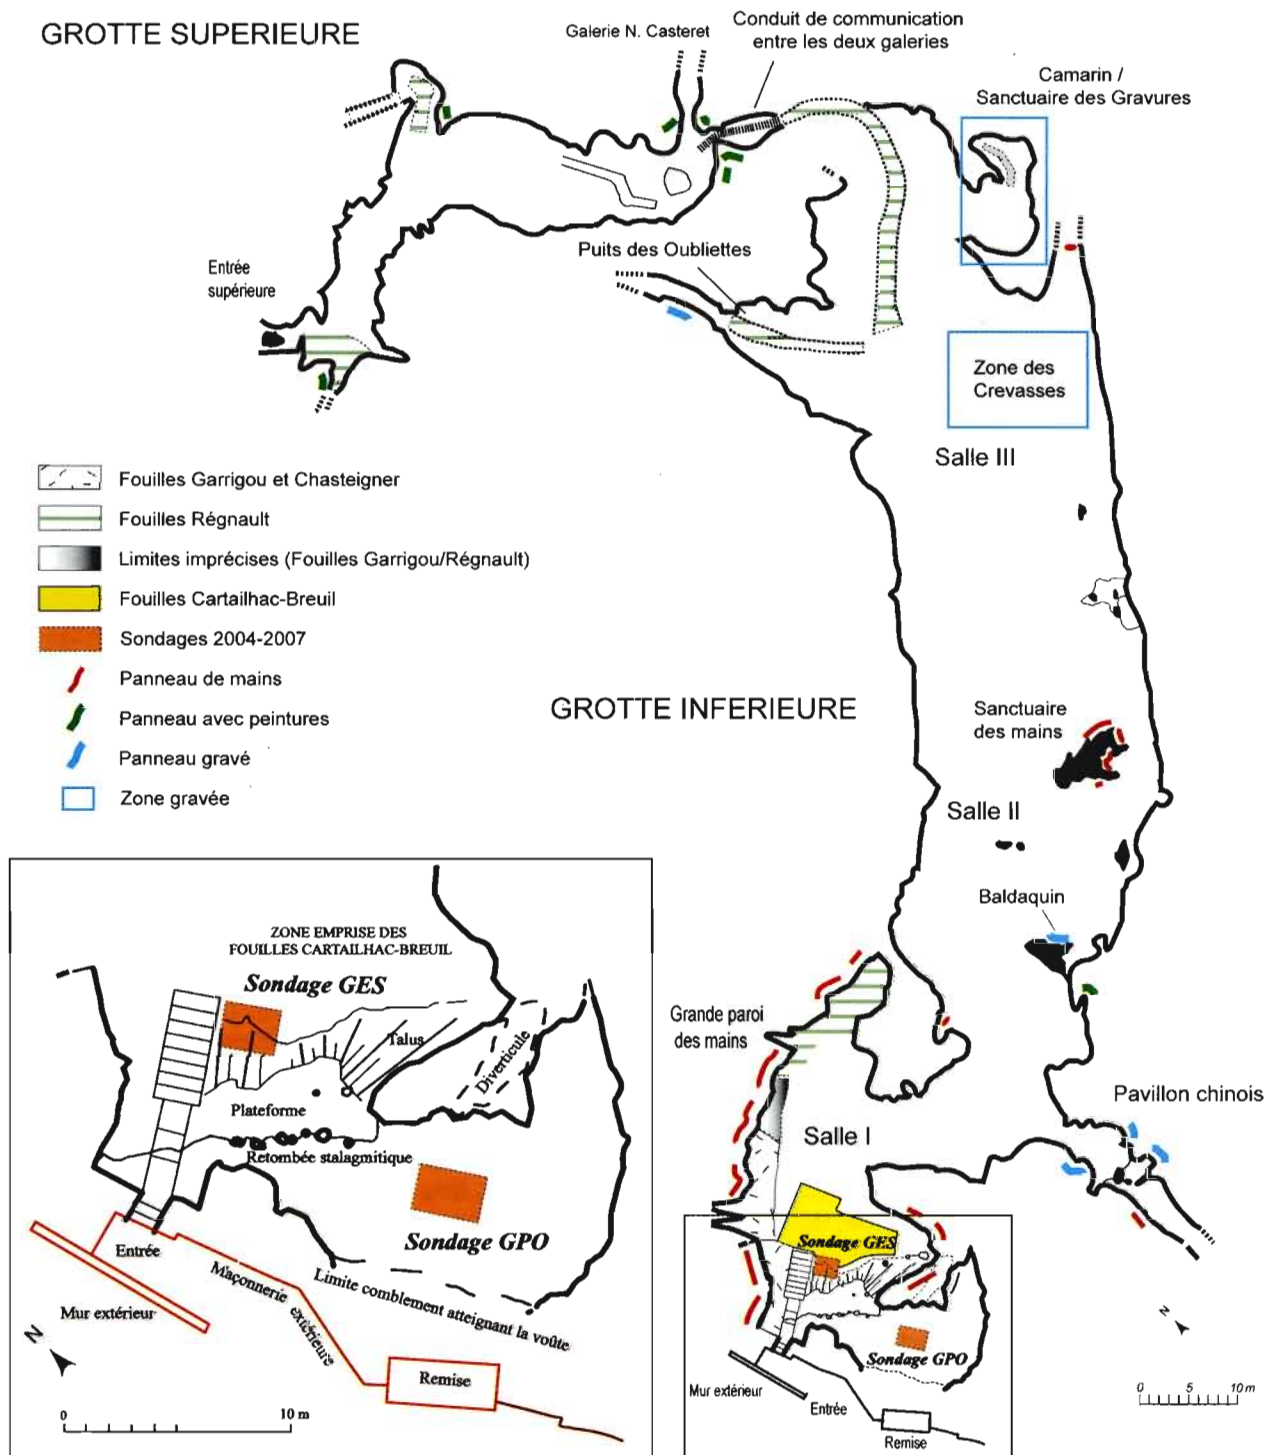 GROTTE SUPERIEURE
Galerie N. Casteret
Conduit de communication
entre les deux galeries
Camarin /
Sanctuaire des Gravures
Puits des Oubliettes
Entrée
supérieure
Zone des
Crevasses
Salle III
Fouilles Garrigou et Chasteigner
Fouilles Régnault
Limites imprécises (Fouilles Garrigou/Régnault)
Fouilles Cartailhac-Breuil
Sondages 2004-2007
Panneau de mains
Panneau avec peintures
Panneau gravé
Zone gravée
GROTTE INFERIEURE
Sanctuaire
des mains
Salle II
Baldaquin
Grande paroi
des mains
Pavillon chinois
Salle I
Sondage GES
Sondage GPO
Mur extérieur
Entrée
Remise
N
0 5 10 m
ZONE EMPRISE DES
FOUILLES CARTAILHAC-BREUIL
Sondage GES
Talus
Diverticule
Plateforme
Retombée stalagmitique
Sondage GPO
Entrée
Maçonnerie extérieure
Limite comblement atteignant la voûte
Mur extérieur
N
Remise
0 10 m